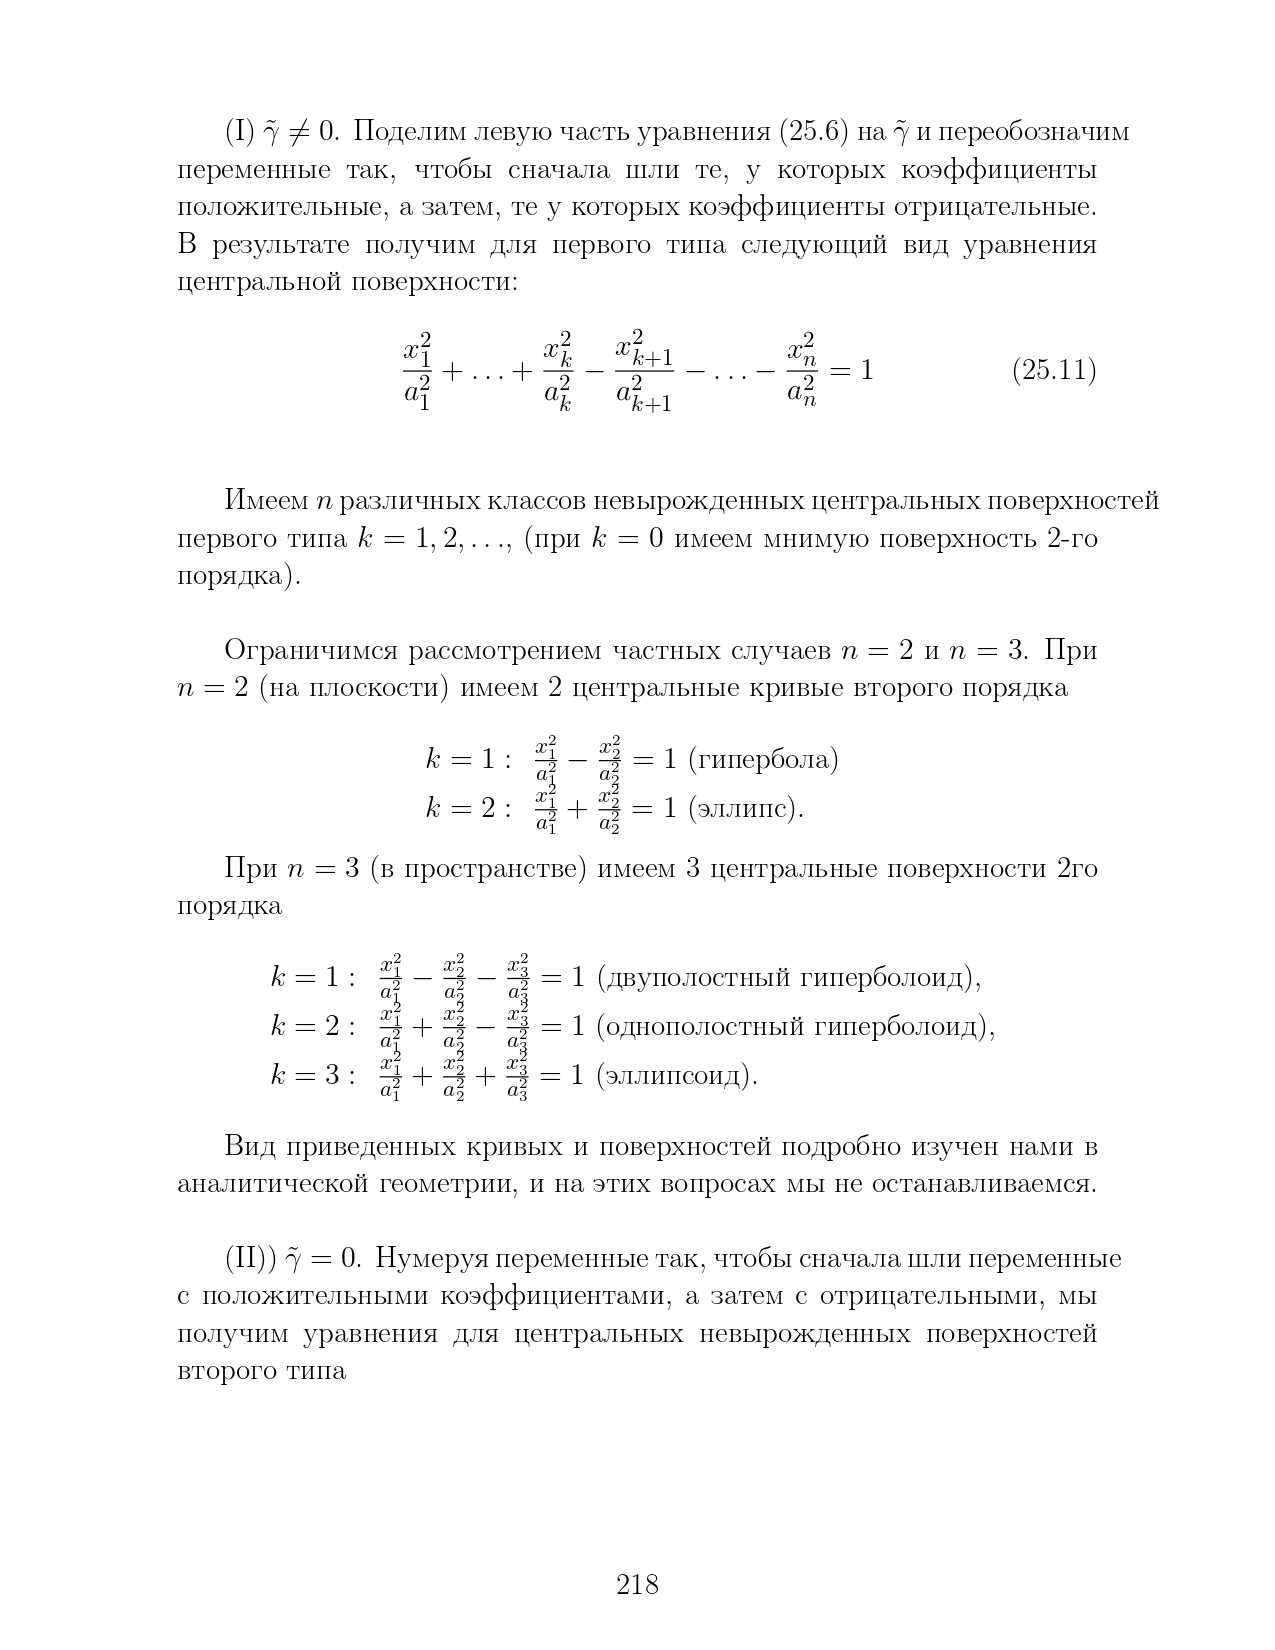 (I) γ̃ ≠ 0. Поделим левую часть уравнения (25.6) на γ̃ и переобозначим
переменные так, чтобы сначала шли те, у которых коэффициенты
положительные, а затем, те у которых коэффициенты отрицательные.
В результате получим для первого типа следующий вид уравнения
центральной поверхности:
\frac{x_1^2}{a_1^2} + … + \frac{x_k^2}{a_k^2} − \frac{x_{k+1}^2}{a_{k+1}^2} − … − \frac{x_n^2}{a_n^2} = 1 (25.11)
Имеем n различных классов невырожденных центральных поверхностей
первого типа k = 1, 2, …, (при k = 0 имеем мнимую поверхность 2-го
порядка).
Ограничимся рассмотрением частных случаев n = 2 и n = 3. При
n = 2 (на плоскости) имеем 2 центральные кривые второго порядка
k = 1 : \frac{x_1^2}{a_1^2} − \frac{x_2^2}{a_2^2} = 1 (гипербола)
k = 2 : \frac{x_1^2}{a_1^2} + \frac{x_2^2}{a_2^2} = 1 (эллипс).
При n = 3 (в пространстве) имеем 3 центральные поверхности 2го
порядка
k = 1 : \frac{x_1^2}{a_1^2} − \frac{x_2^2}{a_2^2} − \frac{x_3^2}{a_3^2} = 1 (двуполостный гиперболоид),
k = 2 : \frac{x_1^2}{a_1^2} + \frac{x_2^2}{a_2^2} − \frac{x_3^2}{a_3^2} = 1 (однополостный гиперболоид),
k = 3 : \frac{x_1^2}{a_1^2} + \frac{x_2^2}{a_2^2} + \frac{x_3^2}{a_3^2} = 1 (эллипсоид).
Вид приведенных кривых и поверхностей подробно изучен нами в
аналитической геометрии, и на этих вопросах мы не останавливаемся.
(II)) γ̃ = 0. Нумеруя переменные так, чтобы сначала шли переменные
с положительными коэффициентами, а затем с отрицательными, мы
получим уравнения для центральных невырожденных поверхностей
второго типа
218